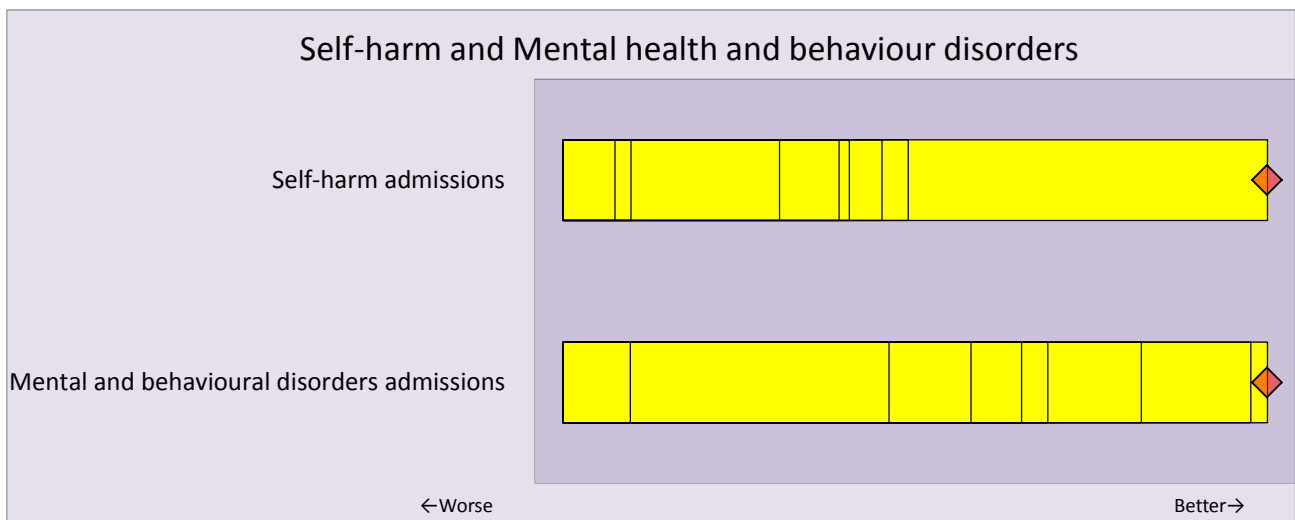 Self-harm and Mental health and behaviour disorders
Self-harm admissions
Mental and behavioural disorders admissions
←Worse
Better→